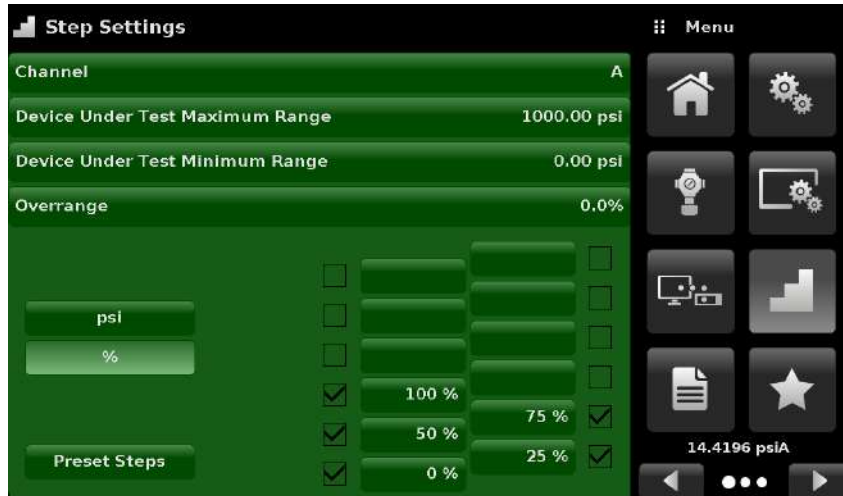 Step Settings
Menu
Channel A
Device Under Test Maximum Range 1000.00 psi
Device Under Test Minimum Range 0.00 psi
Overrange 0.0%
psi
%
100 %
75 %
50 %
25 %
Preset Steps
0 %
14.4196 psiA